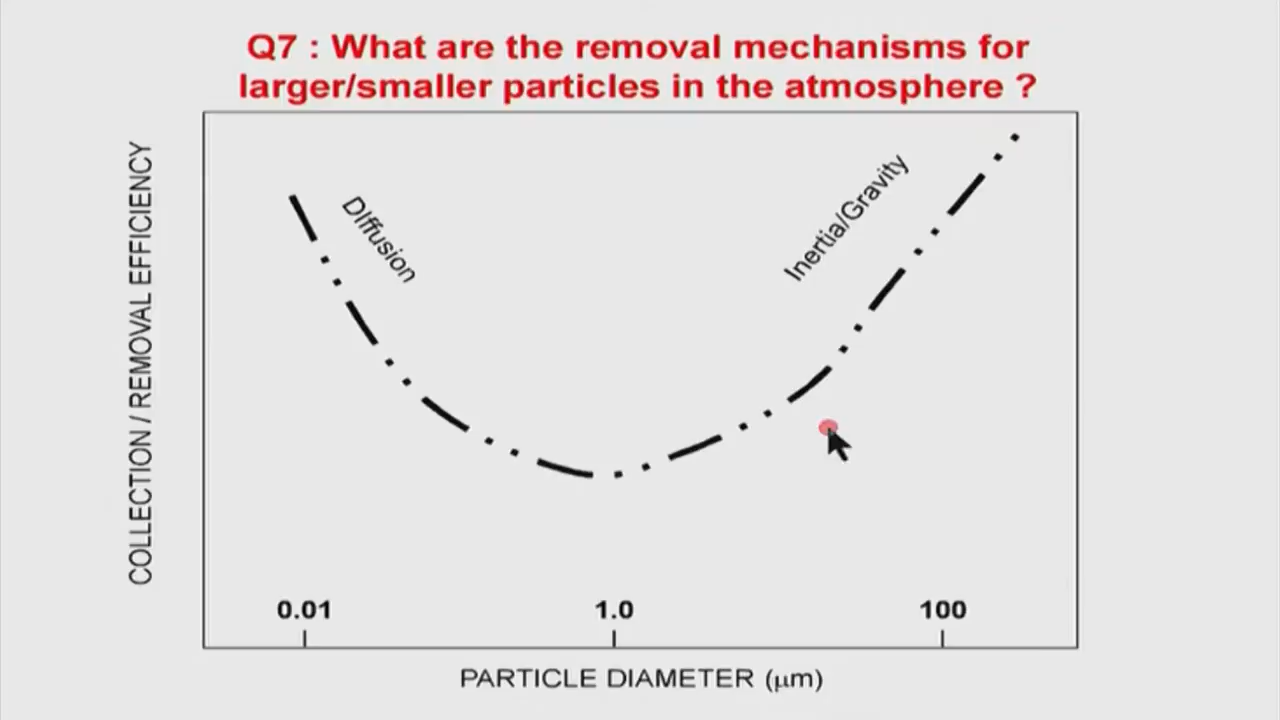 Q7 : What are the removal mechanisms for
larger/smaller particles in the atmosphere ?
COLLECTION / REMOVAL EFFICIENCY
DIffusion
Inertia/Gravity
0.01
1.0
100
PARTICLE DIAMETER (μm)